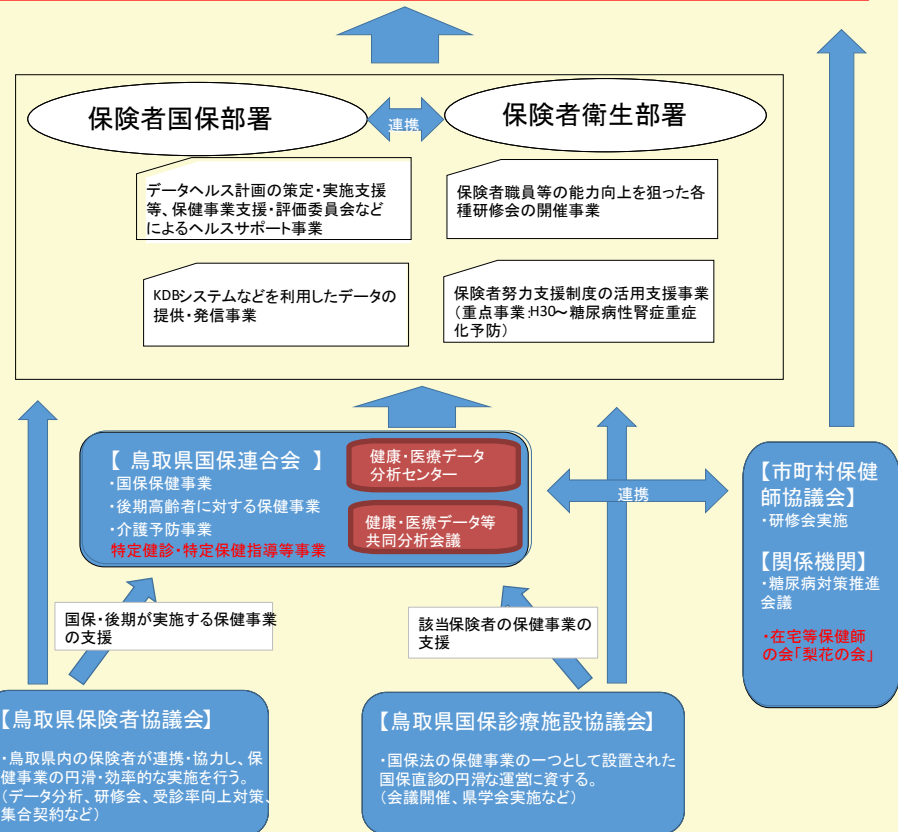 保険者国保部署
連携
保険者衛生部署
データヘルス計画の策定・実施支援
等、保健事業支援・評価委員会など
によるヘルスサポート事業
保険者職員等の能力向上を狙った各
種研修会の開催事業
KDBシステムなどを利用したデータの
提供・発信事業
保険者努力支援制度の活用支援事業
(重点事業:H30～糖尿病性腎症重症
化予防)
【 鳥取県国保連合会 】
・国保保健事業
・後期高齢者に対する保健事業
・介護予防事業
特定健診・特定保健指導等事業
健康・医療データ
分析センター
健康・医療データ等
共同分析会議
連携
【市町村保健
師協議会】
・研修会実施
【関係機関】
・糖尿病対策推進
会議
・在宅等保健師
の会「梨花の会」
国保・後期が実施する保健事業
の支援
該当保険者の保健事業の
支援
【鳥取県保険者協議会】
・鳥取県内の保険者が連携・協力し、保
健事業の円滑・効率的な実施を行う。
(データ分析、研修会、受診率向上対策、
集合契約など)
【鳥取県国保診療施設協議会】
・国保法の保健事業の一つとして設置された
国保直診の円滑な運営に資する。
(会議開催、県学会実施など)